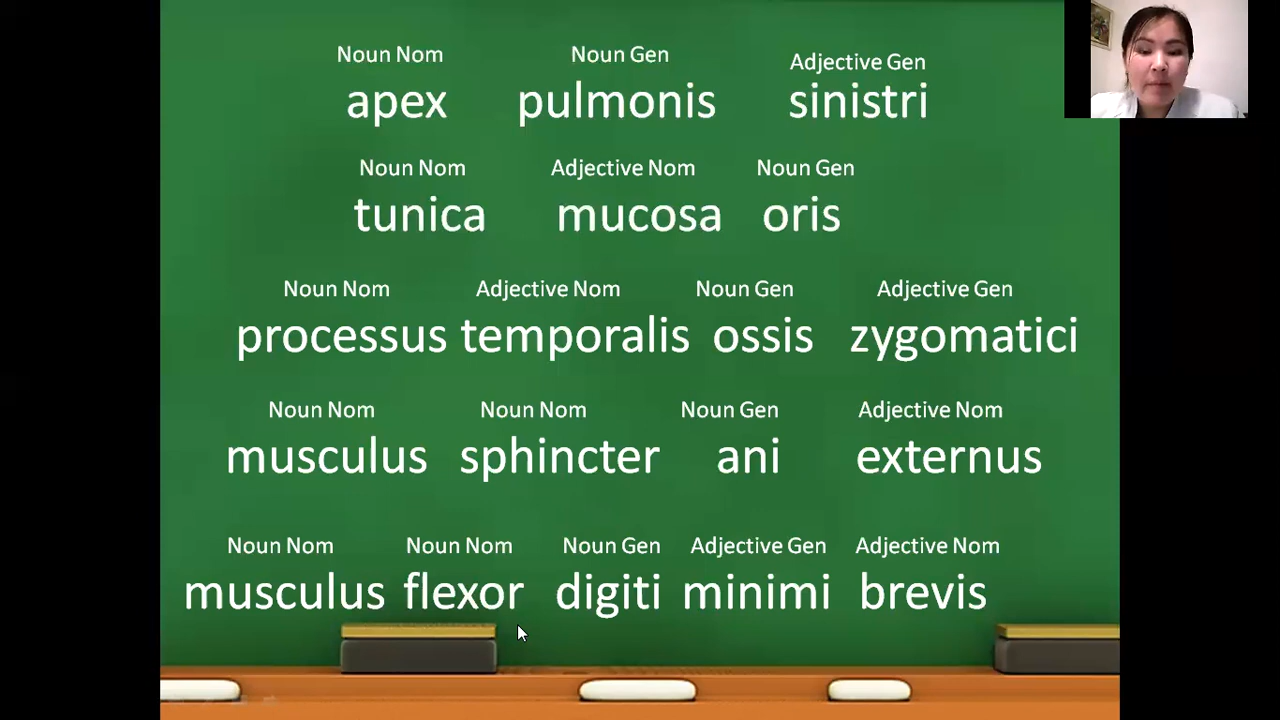 Noun Nom Noun Gen Adjective Gen
apex pulmonis sinistri
Noun Nom Adjective Nom Noun Gen
tunica mucosa oris
Noun Nom Adjective Nom Noun Gen Adjective Gen
processus temporalis ossis zygomatici
Noun Nom Noun Nom Noun Gen Adjective Nom
musculus sphincter ani externus
Noun Nom Noun Nom Noun Gen Adjective Gen Adjective Nom
musculus flexor digiti minimi brevis